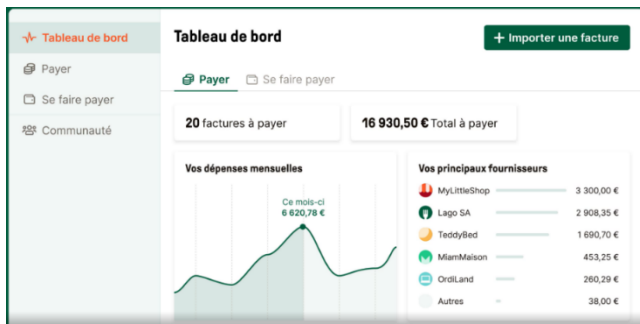 Tableau de bord
Payer
Se faire payer
Communauté
Tableau de bord
+ Importer une facture
Payer
Se faire payer
20 factures à payer
16 930,50 € Total à payer
Vos dépenses mensuelles
Ce mois-ci
6 620,78 €
Vos principaux fournisseurs
MyLittleShop 3 300,00 €
Lago SA 2 908,35 €
TeddyBed 1 690,70 €
MiamMaison 453,25 €
OrdiLand 260,29 €
Autres 38,00 €